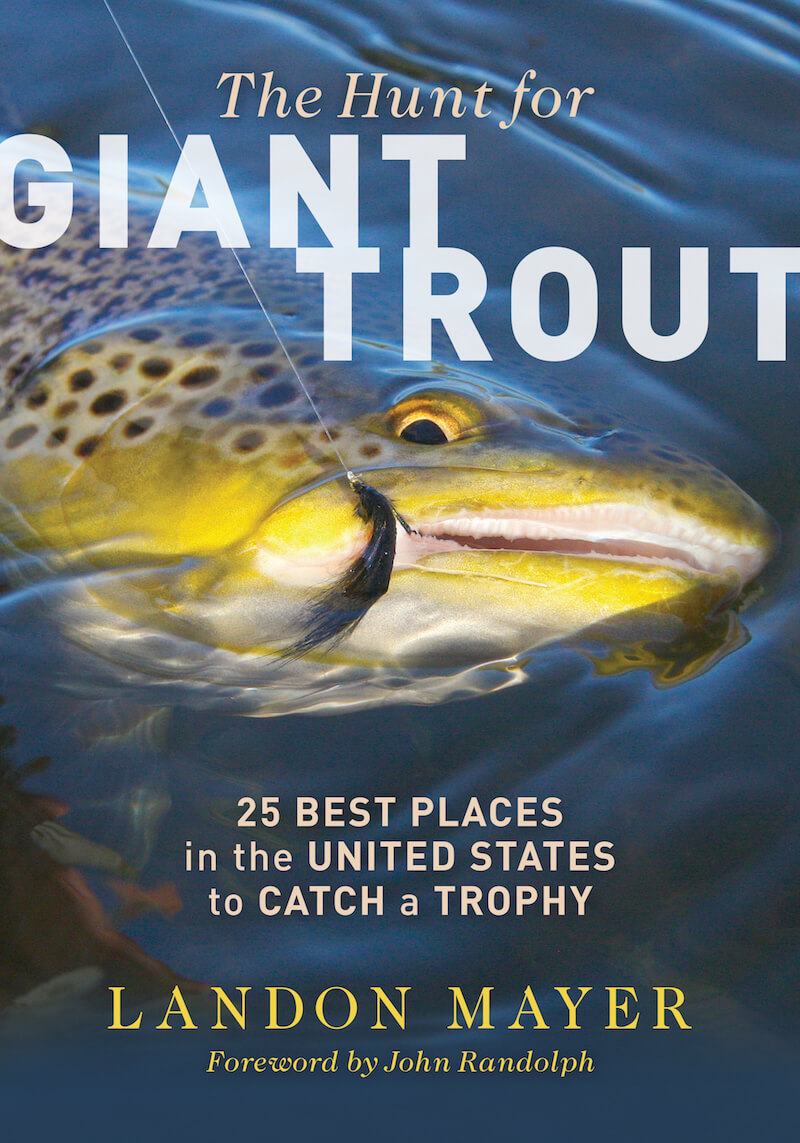 The Hunt for
GIANT
TROUT
25 BEST PLACES
in the UNITED STATES
to CATCH a TROPHY
LANDON MAYER
Foreword by John Randolph